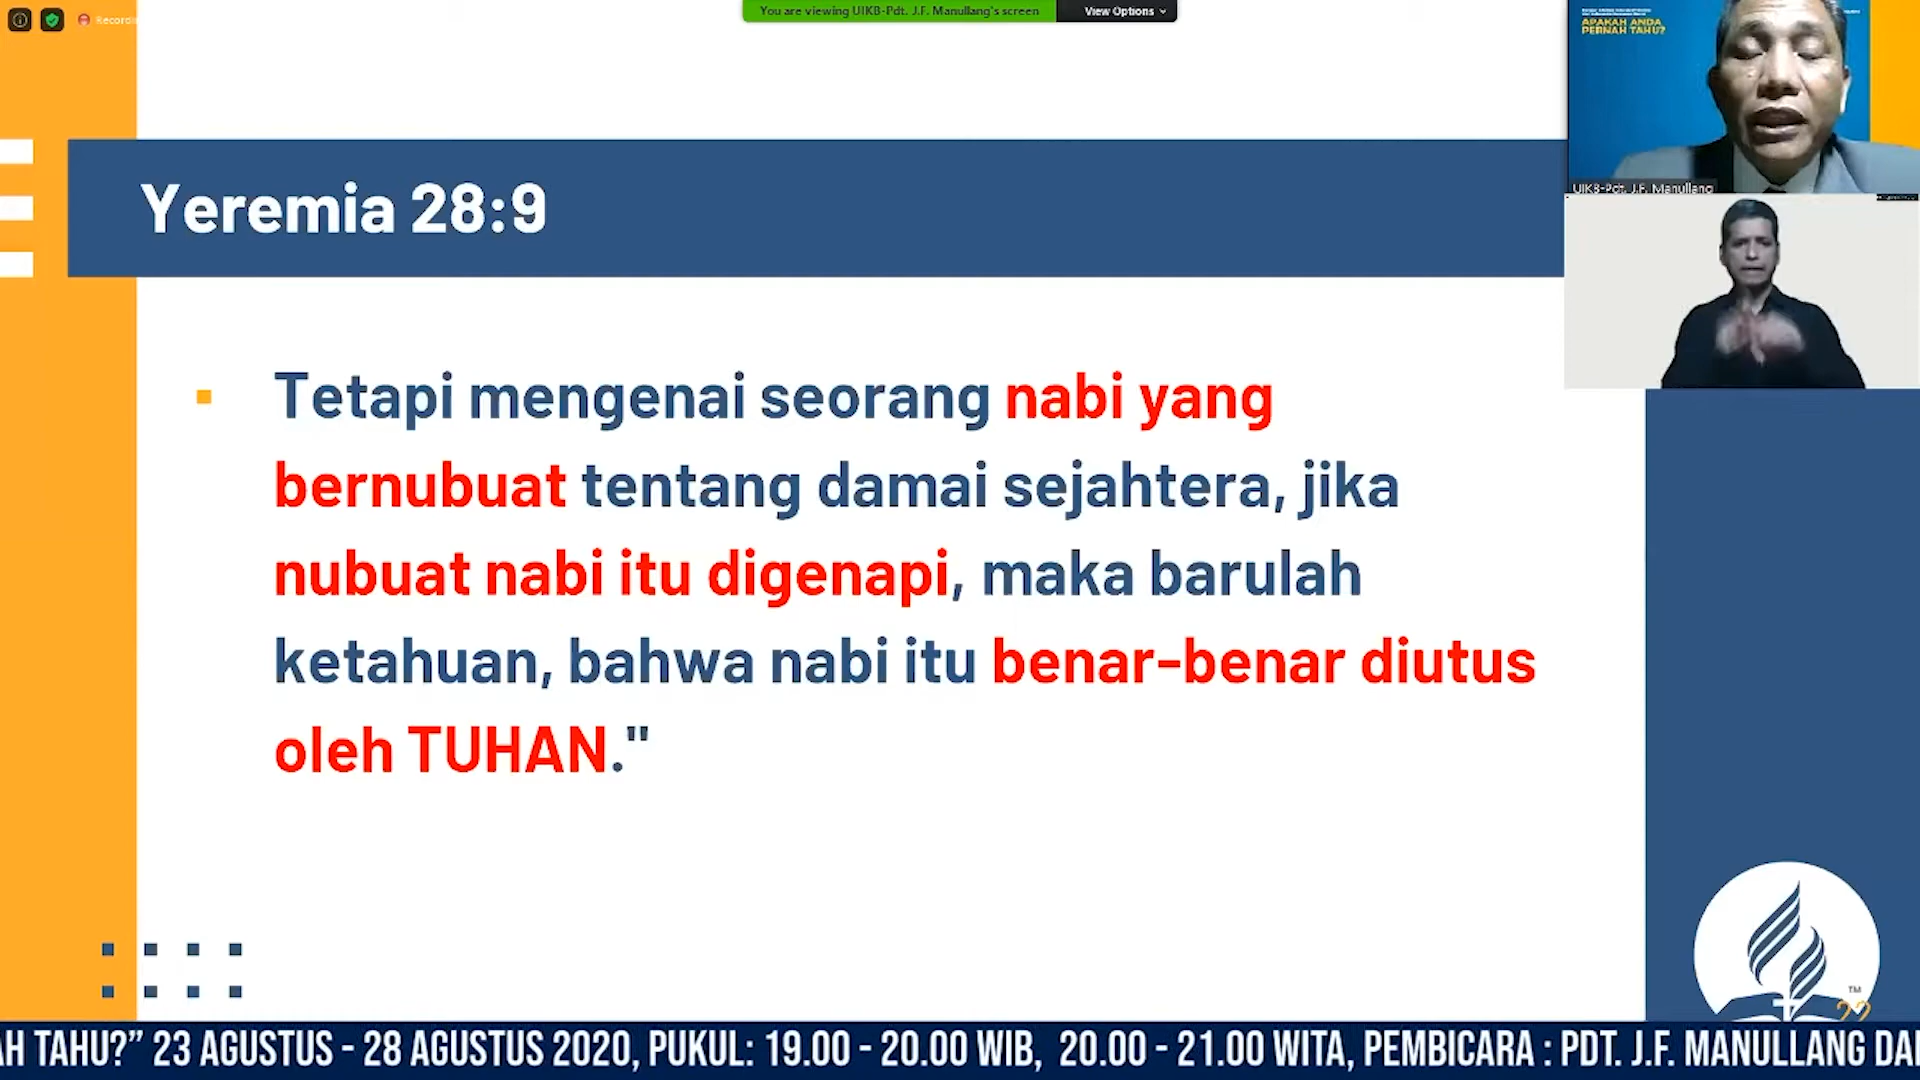 Recordin
You are viewing UIKB-Pdt. J.F. Manullang's screen
View Options
APAKAH ANDA
PERNAH TAHU?
UIKB-Pdt. J.F. Manullang
Yeremia 28:9
Tetapi mengenai seorang nabi yang
bernubuat tentang damai sejahtera, jika
nubuat nabi itu digenapi, maka barulah
ketahuan, bahwa nabi itu benar-benar diutus
oleh TUHAN."
TM
AH TAHU?” 23 AGUSTUS - 28 AGUSTUS 2020, PUKUL: 19.00 - 20.00 WIB, 20.00 - 21.00 WITA, PEMBICARA : PDT. J.F. MANULLANG DA